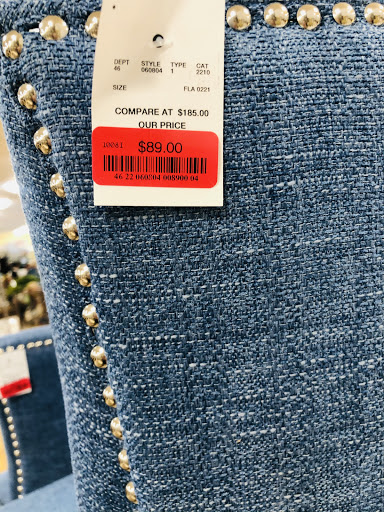 DEPT STYLE TYPE CAT
46 060804 1 2210
SIZE FLA 0221
COMPARE AT $185.00
OUR PRICE
$89.00
46 22 060804 008900 04